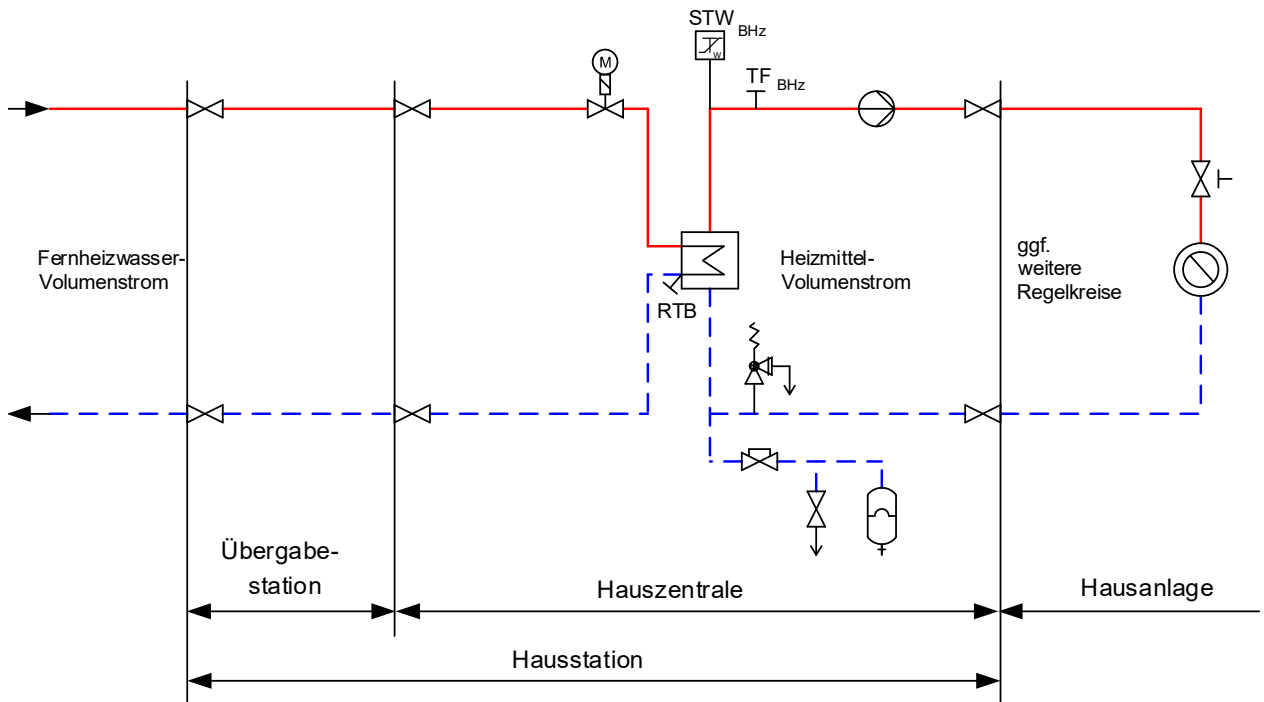 STW
BHz
W
M
TF BHz
Fernheizwasser-
Volumenstrom
Heizmittel-
Volumenstrom
ggf.
weitere
Regelkreise
RTB
Übergabe-
station
Hauszentrale
Hausanlage
Hausstation